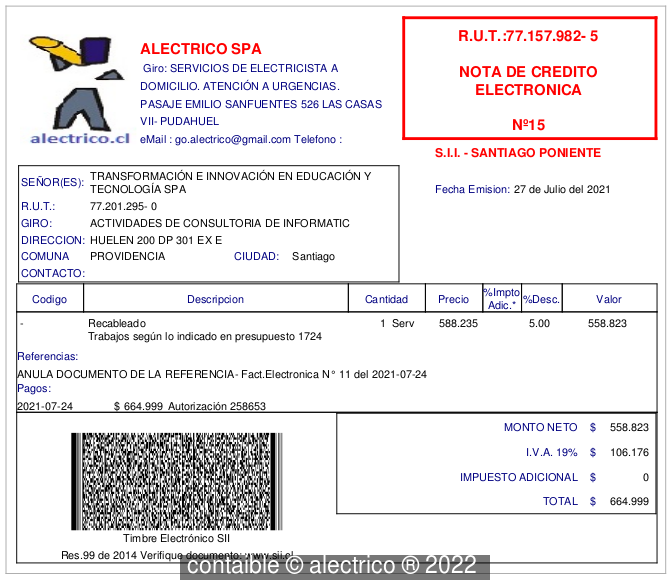 ALECTRICO SPA
Giro: SERVICIOS DE ELECTRICISTA A
DOMICILIO. ATENCIÓN A URGENCIAS.
PASAJE EMILIO SANFUENTES 526 LAS CASAS
VII- PUDAHUEL
eMail : go.alectrico@gmail.com Telefono :
alectrico.cl
R.U.T.:77.157.982- 5
NOTA DE CREDITO
ELECTRONICA
Nº15
S.I.I. - SANTIAGO PONIENTE
Fecha Emision: 27 de Julio del 2021
SEÑOR(ES): TRANSFORMACIÓN E INNOVACIÓN EN EDUCACIÓN Y
TECNOLOGÍA SPA
R.U.T.: 77.201.295- 0
GIRO: ACTIVIDADES DE CONSULTORIA DE INFORMATIC
DIRECCION: HUELEN 200 DP 301 EX E
COMUNA PROVIDENCIA CIUDAD: Santiago
CONTACTO:
Codigo Descripcion Cantidad Precio %Impto Adic.* %Desc. Valor
- Recableado 1 Serv 588.235 5.00 558.823
Trabajos según lo indicado en presupuesto 1724
Referencias:
ANULA DOCUMENTO DE LA REFERENCIA- Fact.Electronica N° 11 del 2021-07-24
Pagos:
2021-07-24 $ 664.999 Autorización 258653
MONTO NETO $ 558.823
I.V.A. 19% $ 106.176
IMPUESTO ADICIONAL $ 0
TOTAL $ 664.999
Timbre Electrónico SII
Res.99 de 2014 Verifique documento: www.sii.cl
contaible © alectrico ® 2022